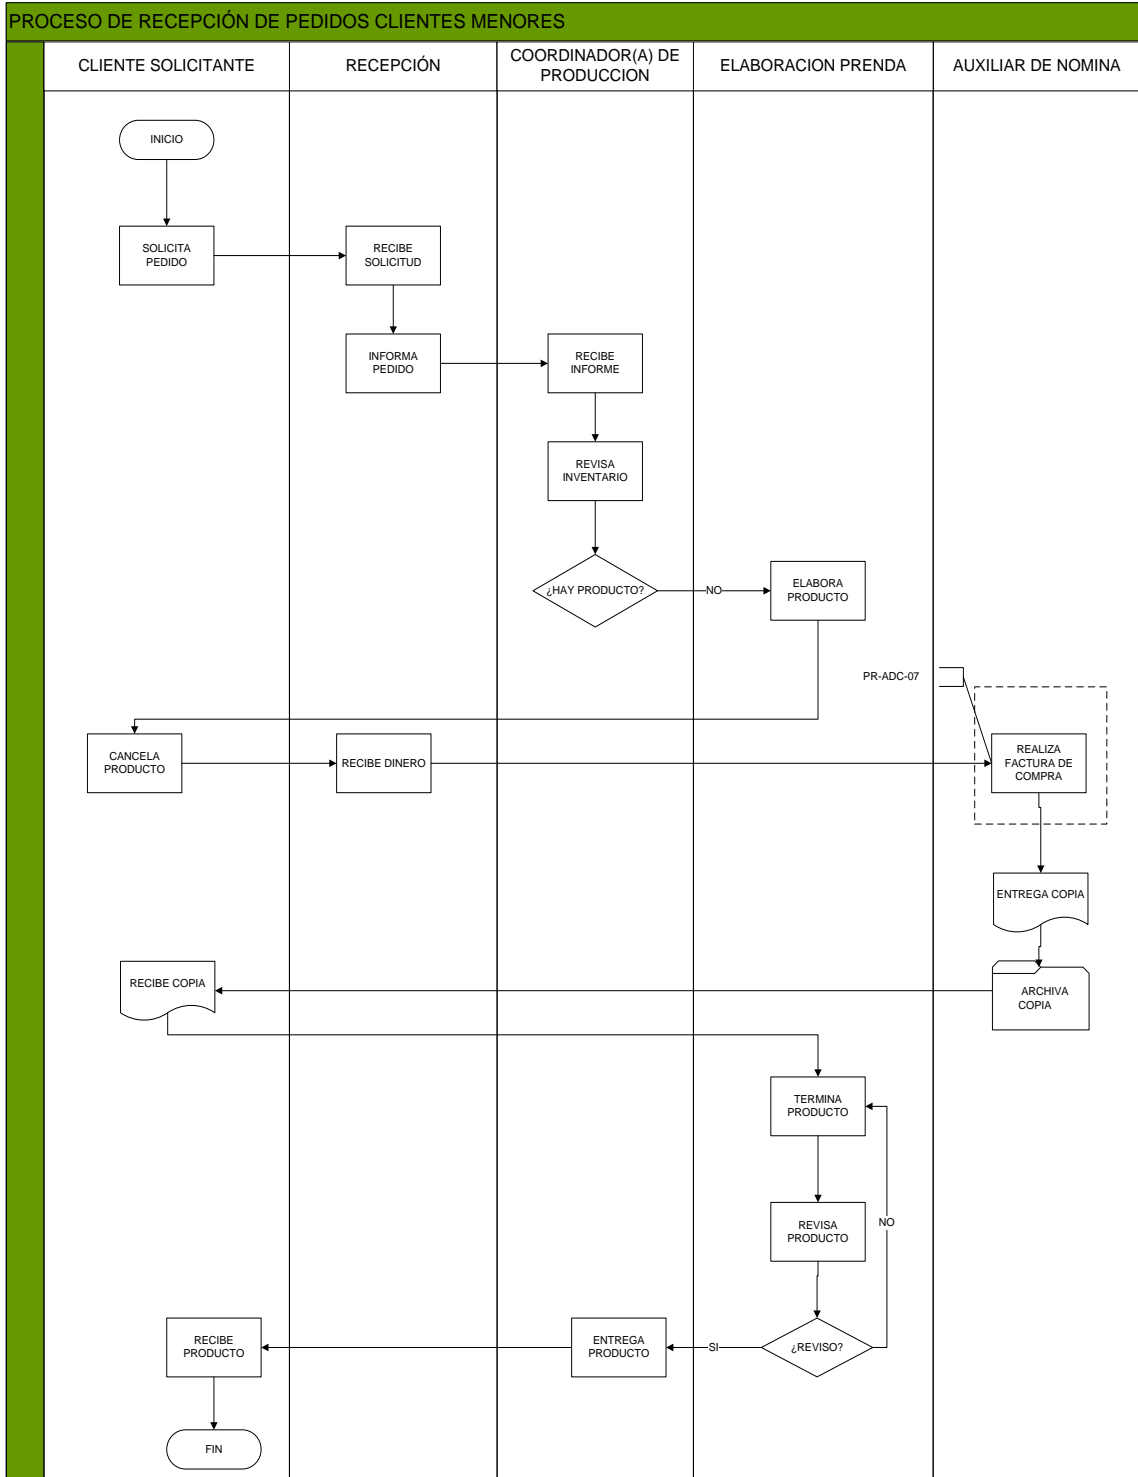 PROCESO DE RECEPCIÓN DE PEDIDOS CLIENTES MENORES
CLIENTE SOLICITANTE
RECEPCIÓN
COORDINADOR(A) DE
PRODUCCION
ELABORACION PRENDA
AUXILIAR DE NOMINA
INICIO
SOLICITA
PEDIDO
RECIBE
SOLICITUD
INFORMA
PEDIDO
RECIBE
INFORME
REVISA
INVENTARIO
¿HAY PRODUCTO?
NO
ELABORA
PRODUCTO
PR-ADC-07
CANCELA
PRODUCTO
RECIBE DINERO
REALIZA
FACTURA DE
COMPRA
ENTREGA COPIA
RECIBE COPIA
ARCHIVA
COPIA
TERMINA
PRODUCTO
REVISA
PRODUCTO
NO
RECIBE
PRODUCTO
ENTREGA
PRODUCTO
SI
¿REVISO?
FIN